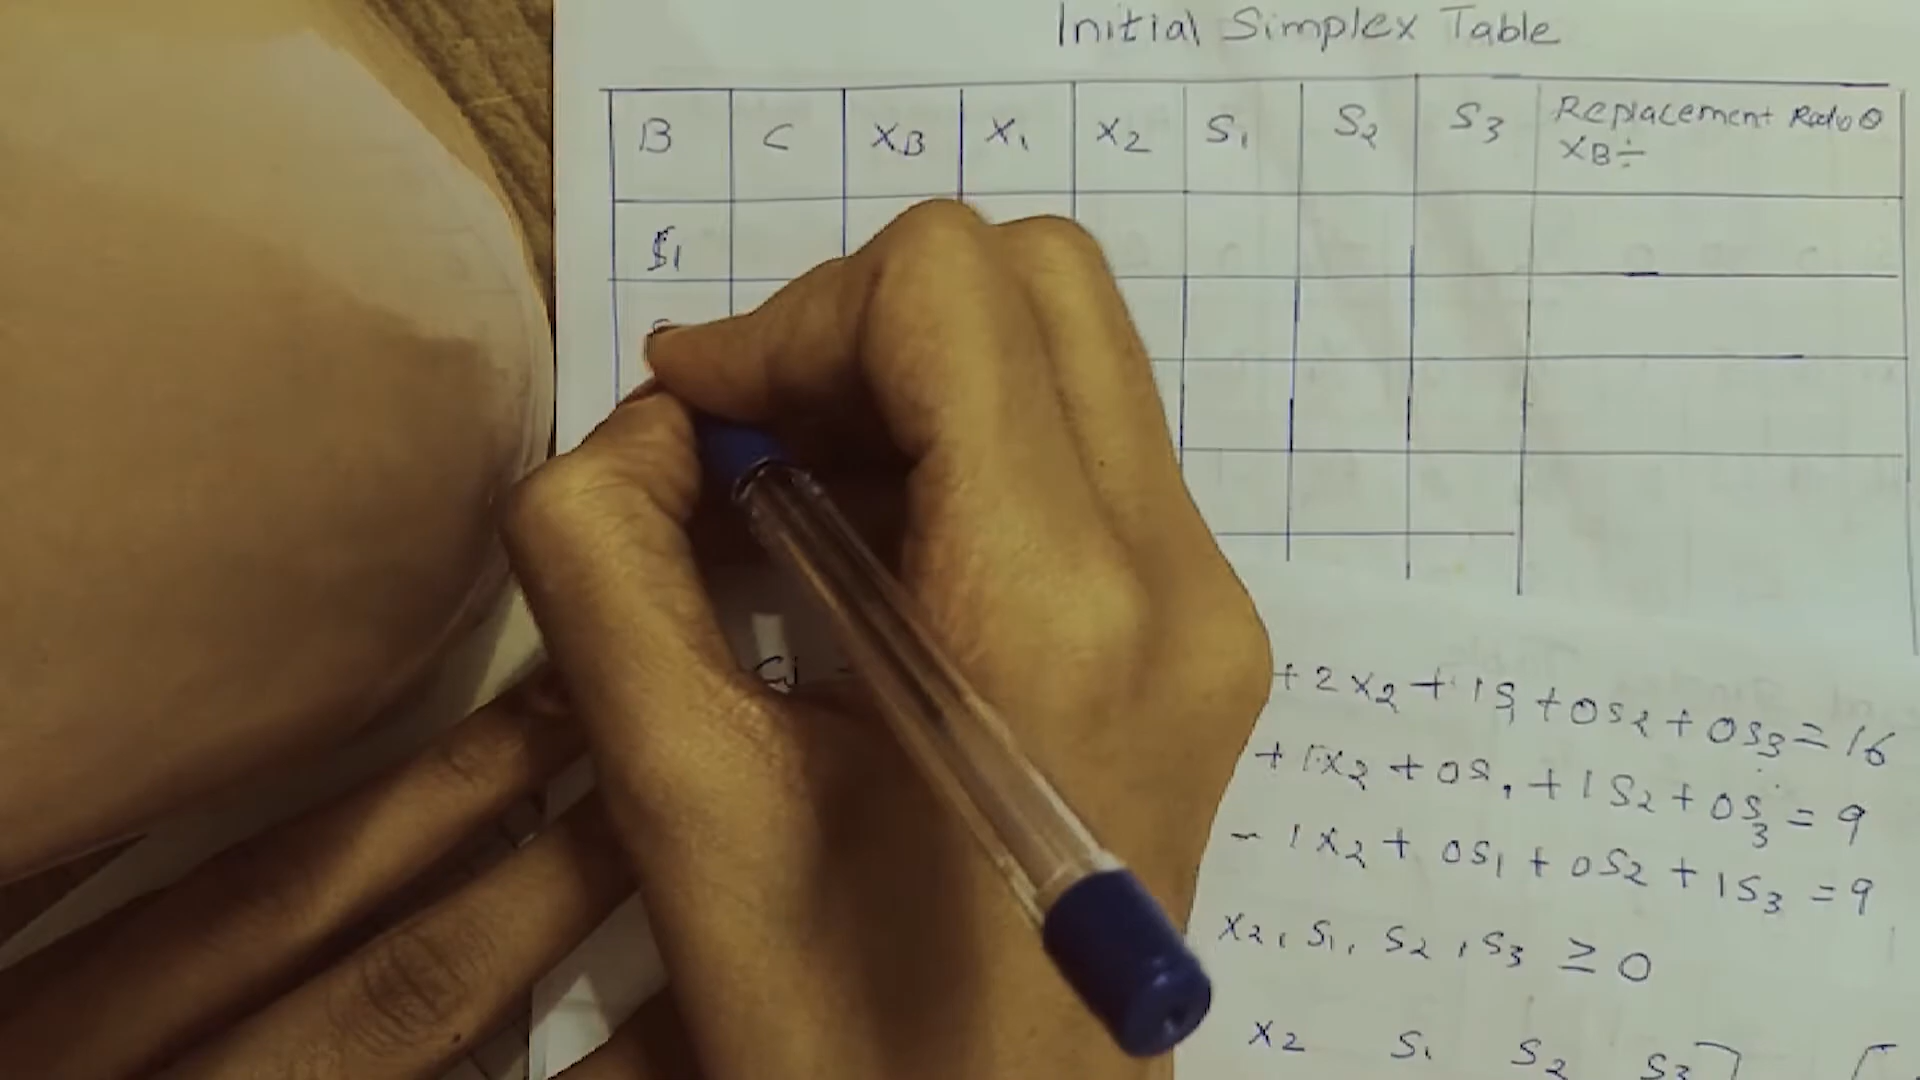 Initial Simplex Table
B C XB X1 X2 S1 S2 S3 Replacement Ratio θ
XB÷
S1
Cj
+ 2x2 + 1S1 + 0S2 + 0S3 = 16
+ 1x2 + 0S1 + 1S2 + 0S3 = 9
- 1x2 + 0S1 + 0S2 + 1S3 = 9
X2, S1, S2, S3 ≥ 0
X2 S1 S2 S3